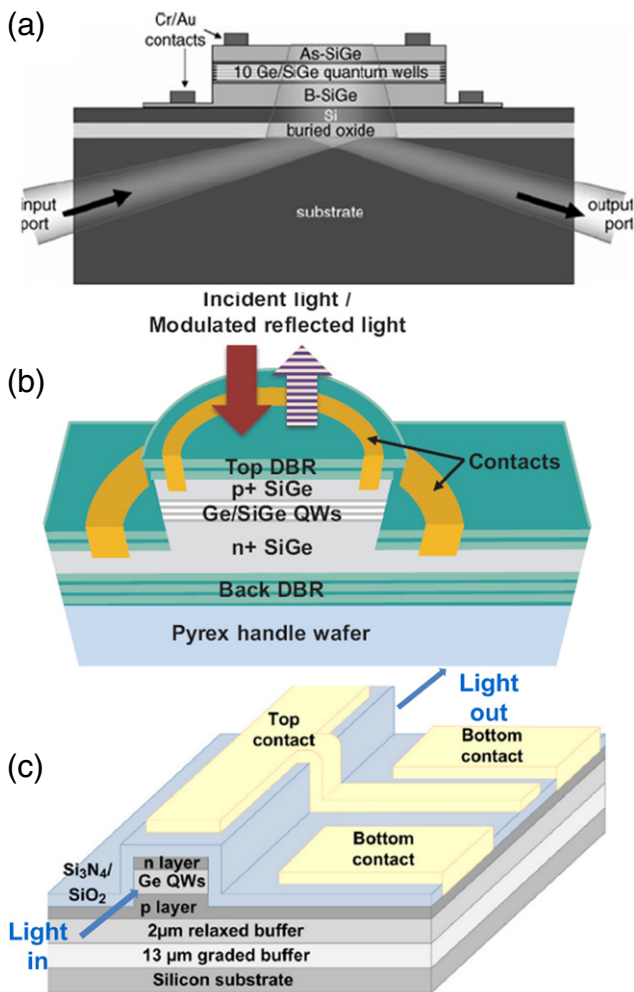 (a)
Cr/Au
contacts
As-SiGe
10 Ge/SiGe quantum wells
B-SiGe
Si
buried oxide
input
port
substrate
output
port
Incident light /
Modulated reflected light
(b)
Contacts
Top DBR
p+ SiGe
Ge/SiGe QWs
n+ SiGe
Back DBR
Pyrex handle wafer
Light
out
Top
contact
Bottom
contact
(c)
Bottom
contact
Si3N4/
SiO2
n layer
Ge QWs
p layer
Light
in
2µm relaxed buffer
13 µm graded buffer
Silicon substrate